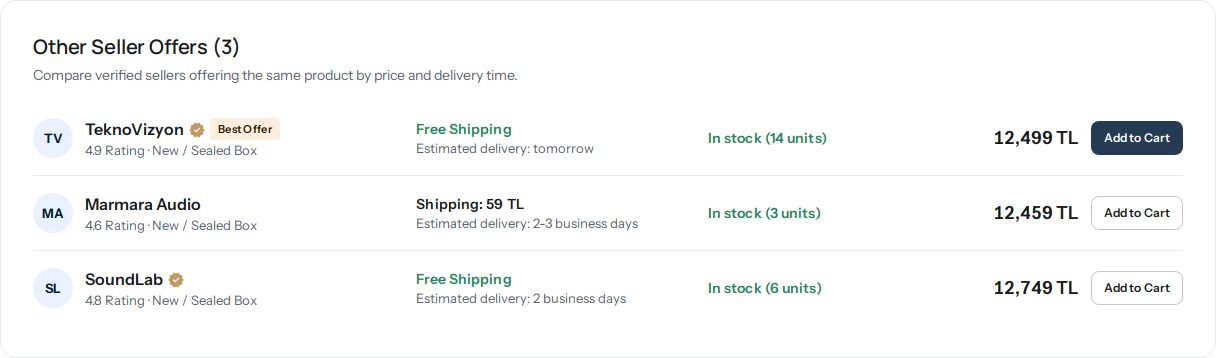 Other Seller Offers (3)
Compare verified sellers offering the same product by price and delivery time.
TV
TeknoVizyon Best Offer
4.9 Rating · New / Sealed Box
Free Shipping
Estimated delivery: tomorrow
In stock (14 units)
12,499 TL
Add to Cart
MA
Marmara Audio
4.6 Rating · New / Sealed Box
Shipping: 59 TL
Estimated delivery: 2-3 business days
In stock (3 units)
12,459 TL
Add to Cart
SL
SoundLab
4.8 Rating · New / Sealed Box
Free Shipping
Estimated delivery: 2 business days
In stock (6 units)
12,749 TL
Add to Cart